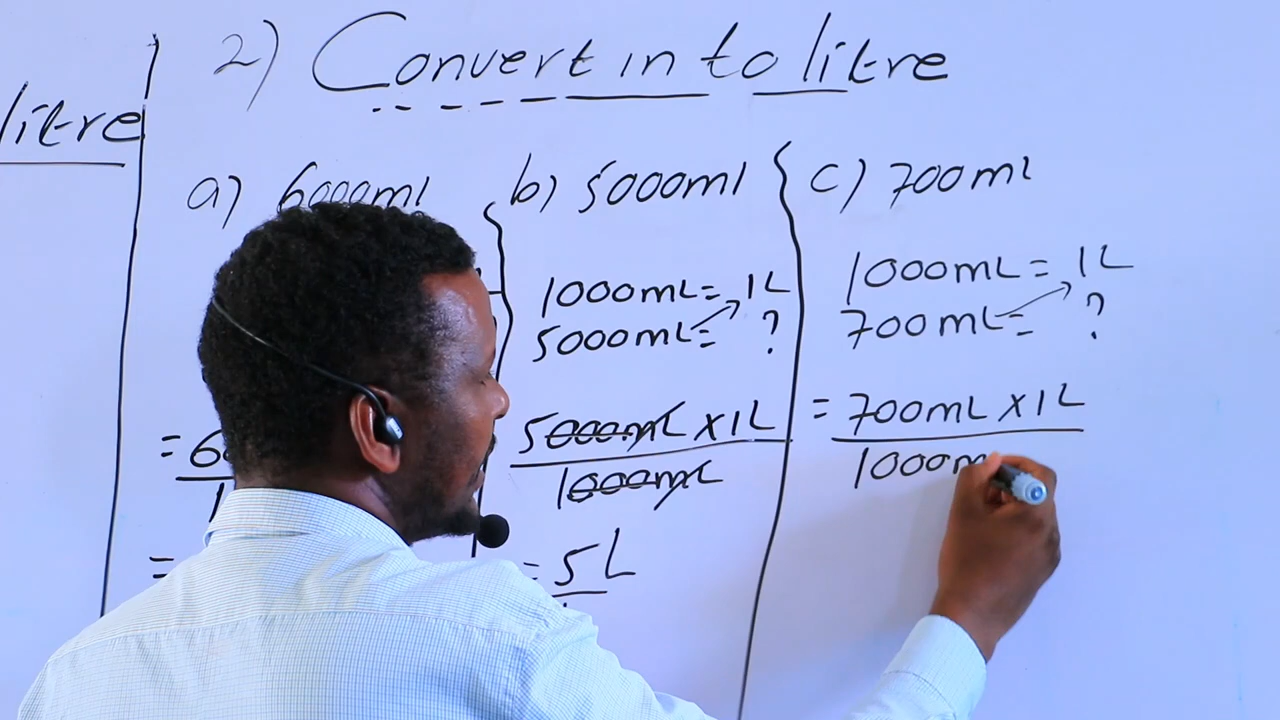 litre
2) Convert in to litre
a) 6000ml
b) 5000ml
1000mL = 1L
5000mL = ?
5000mL x 1L
1000mL
= 5L
c) 700ml
1000mL = 1L
700mL = ?
= 700mL x 1L
1000m